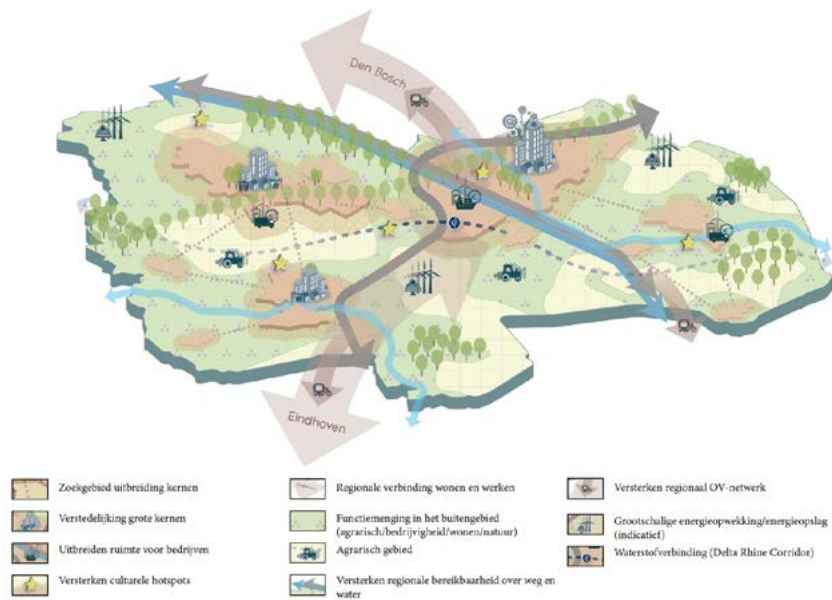 Den Bosch
Eindhoven
Zoekgebied uitbreiding kernen
Verstedelijking grote kernen
Uitbreiden ruimte voor bedrijven
Versterken culturele hotspots
Regionale verbinding wonen en werken
Functiemenging in het buitengebied
(agrarisch/bedrijvigheid/wonen/natuur)
Agrarisch gebied
Versterken regionale bereikbaarheid over weg en
water
Versterken regionaal OV-netwerk
Grootschalige energieopwekking/energieopslag
(indicatief)
Waterstofverbinding (Delta Rhine Corridor)